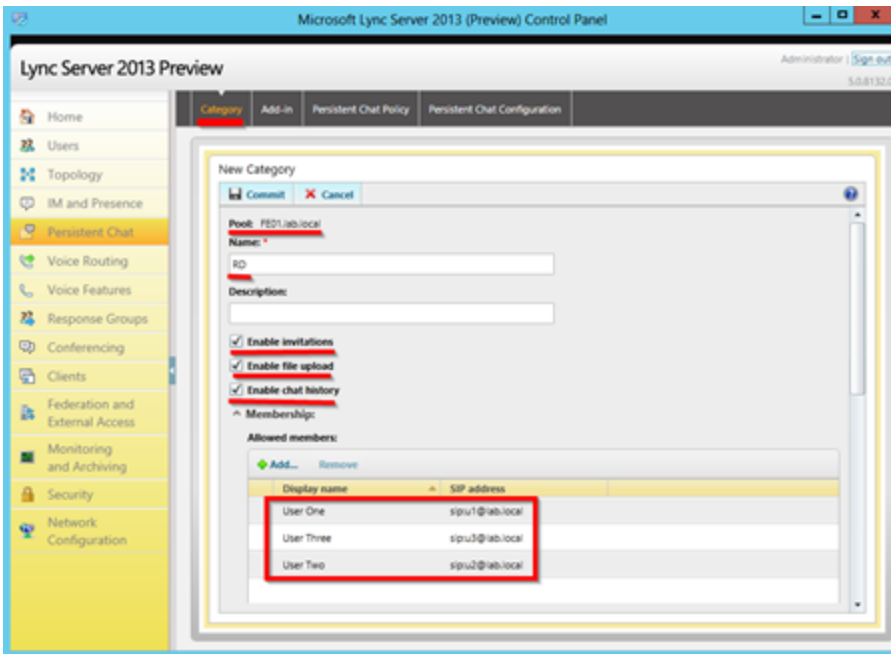 Microsoft Lync Server 2013 (Preview) Control Panel
Lync Server 2013 Preview
Administrator | Sign out
5.0.8132.0
Home
Users
Topology
IM and Presence
Persistent Chat
Voice Routing
Voice Features
Response Groups
Conferencing
Clients
Federation and
External Access
Monitoring
and Archiving
Security
Network
Configuration
Category Add-in Persistent Chat Policy Persistent Chat Configuration
New Category
Commit Cancel
Pool: FE01.lab.local
Name: *
RD
Description:
Enable invitations
Enable file upload
Enable chat history
Membership:
Allowed members:
Add... Remove
Display name SIP address
User One sip:u1@lab.local
User Three sip:u3@lab.local
User Two sip:u2@lab.local